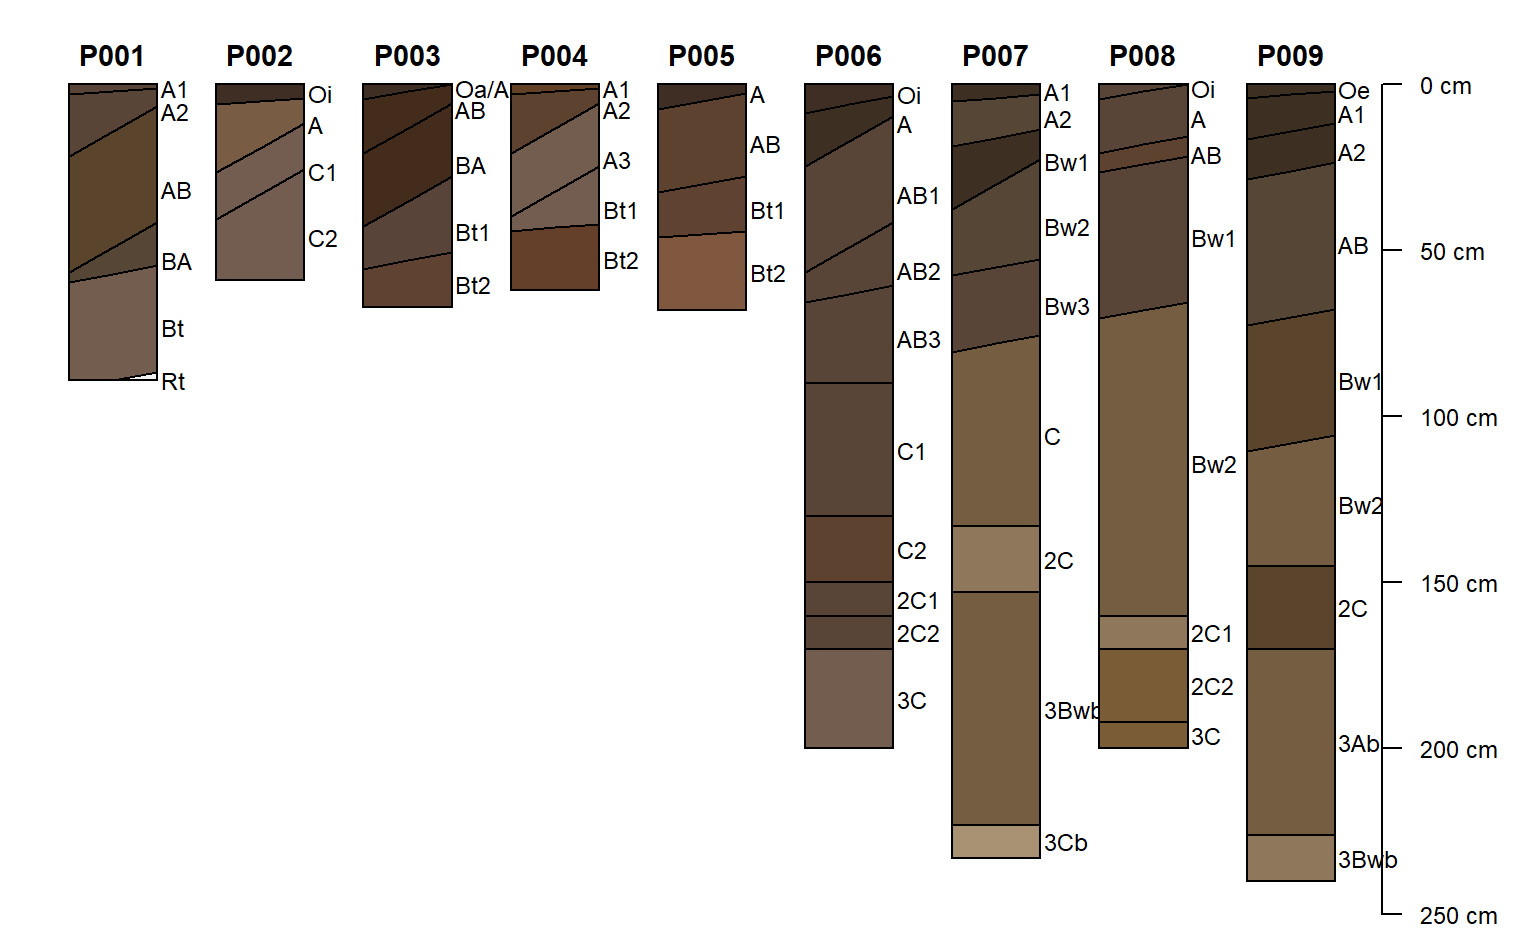 P001
A1
A2
AB
BA
Bt
Rt
P002
Oi
A
C1
C2
P003
Oa/A
AB
BA
Bt1
Bt2
P004
A1
A2
A3
Bt1
Bt2
P005
A
AB
Bt1
Bt2
P006
Oi
A
AB1
AB2
AB3
C1
C2
2C1
2C2
3C
P007
A1
A2
Bw1
Bw2
Bw3
C
2C
3Bwb
3Cb
P008
Oi
A
AB
Bw1
Bw2
2C1
2C2
3C
P009
Oe
A1
A2
AB
Bw1
Bw2
2C
3Ab
3Bwb
0 cm
50 cm
100 cm
150 cm
200 cm
250 cm